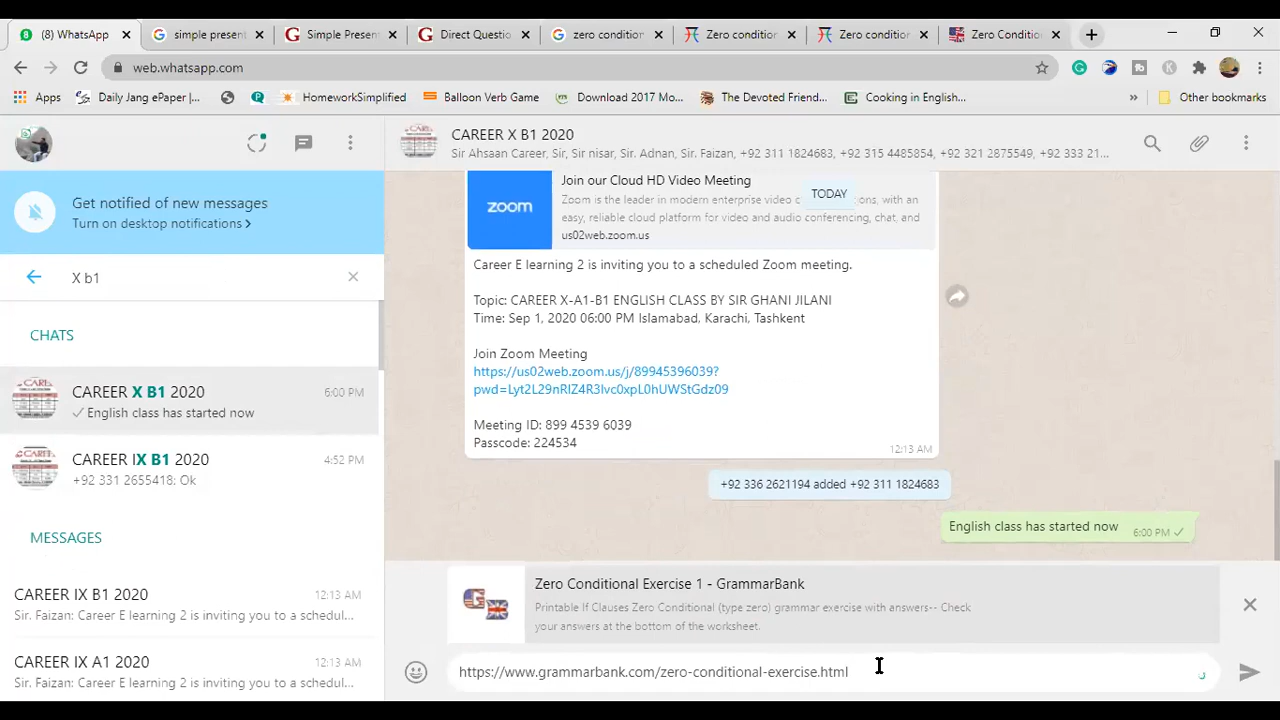 (8) WhatsApp
simple present
Simple Presen
Direct Questio
zero condition
Zero condition
Zero condition
Zero Conditio
web.whatsapp.com
Apps
Daily Jang ePaper |...
HomeworkSimplified
Balloon Verb Game
Download 2017 Mo...
The Devoted Friend...
Cooking in English...
»
Other bookmarks
CAREER X B1 2020
Sir Ahsaan Career, Sir, Sir nisar, Sir. Adnan, Sir. Faizan, +92 311 1824683, +92 315 4485854, +92 321 2875549, +92 333 21...
Get notified of new messages
Turn on desktop notifications >
X b1
CHATS
CAREER X B1 2020
6:00 PM
English class has started now
CAREER IX B1 2020
4:52 PM
+92 331 2655418: Ok
MESSAGES
CAREER IX B1 2020
12:13 AM
Sir. Faizan: Career E learning 2 is inviting you to a schedul...
CAREER IX A1 2020
12:13 AM
Sir. Faizan: Career E learning 2 is inviting you to a schedul...
zoom
Join our Cloud HD Video Meeting
TODAY
Zoom is the leader in modern enterprise video c ons, with an
easy, reliable cloud platform for video and audio conferencing, chat, and
us02web.zoom.us
Career E learning 2 is inviting you to a scheduled Zoom meeting.
Topic: CAREER X-A1-B1 ENGLISH CLASS BY SIR GHANI JILANI
Time: Sep 1, 2020 06:00 PM Islamabad, Karachi, Tashkent
Join Zoom Meeting
https://us02web.zoom.us/j/89945396039?
Meeting ID: 899 4539 6039
Passcode: 224534
12:13 AM
+92 336 2621194 added +92 311 1824683
English class has started now
6:00 PM
Zero Conditional Exercise 1 - GrammarBank
Printable If Clauses Zero Conditional (type zero) grammar exercise with answers-- Check
your answers at the bottom of the worksheet.
https://www.grammarbank.com/zero-conditional-exercise.html